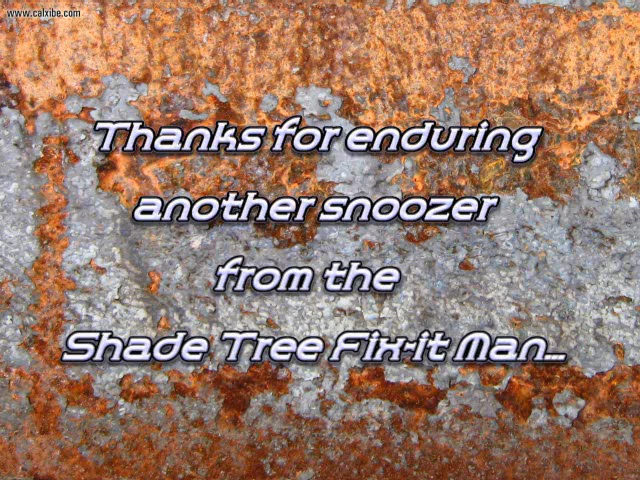 www.calxibe.com
Thanks for enduring
another snoozer
from the
Shade Tree Fix-it Man...